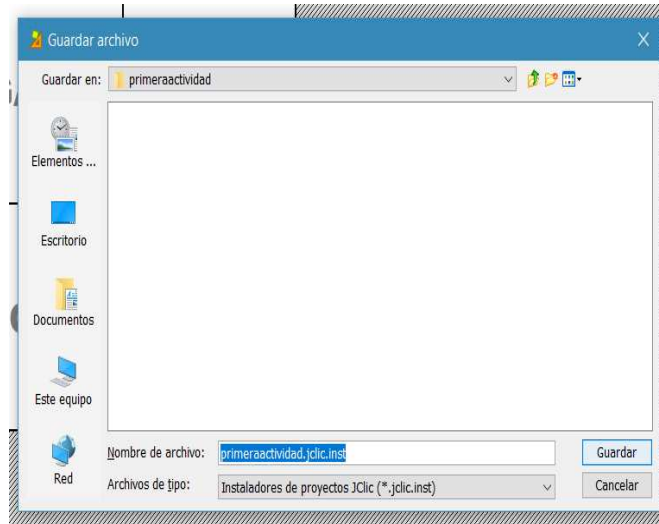 Guardar archivo
Guardar en: primeraactividad
Elementos ...
Escritorio
Documentos
Este equipo
Red
Nombre de archivo: primeraactividad.jclic.inst Guardar
Archivos de tipo: Instaladores de proyectos JClic (*.jclic.inst) Cancelar